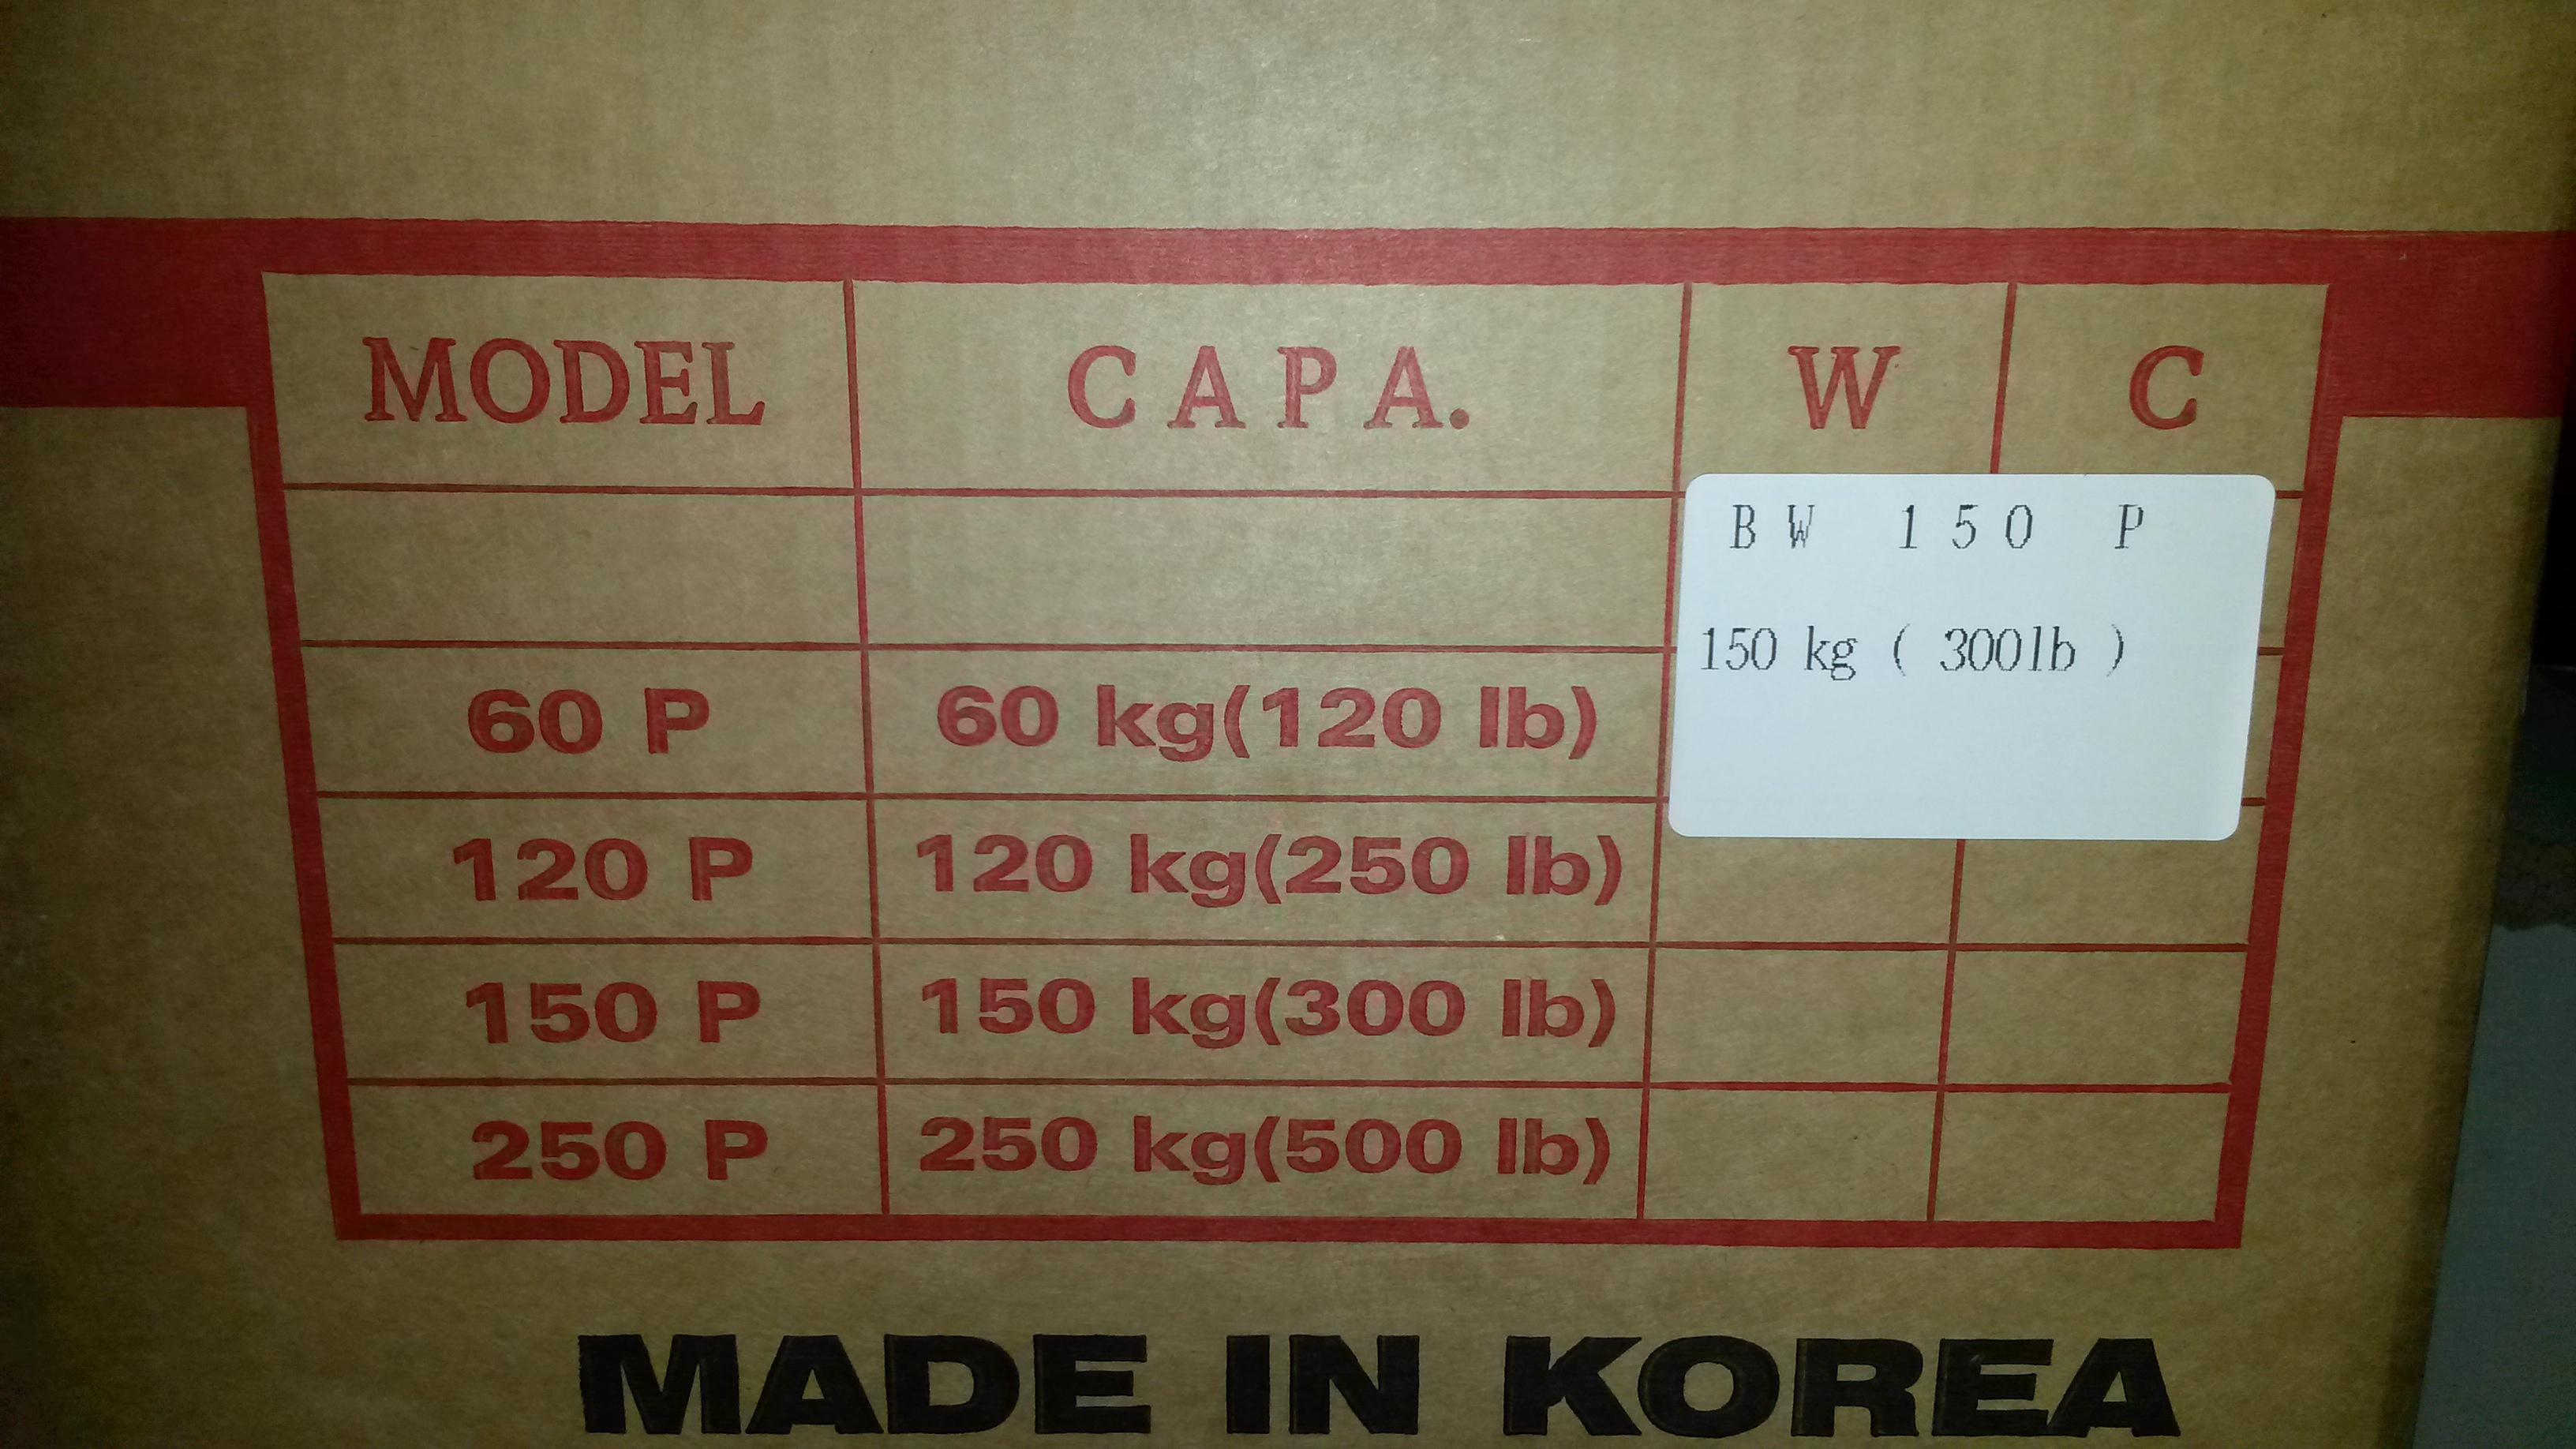 MODEL CAPA. W C
BW 150 P
150 kg ( 300lb )
60 P 60 kg(120 lb)
120 P 120 kg(250 lb)
150 P 150 kg(300 lb)
250 P 250 kg(500 lb)
MADE IN KOREA